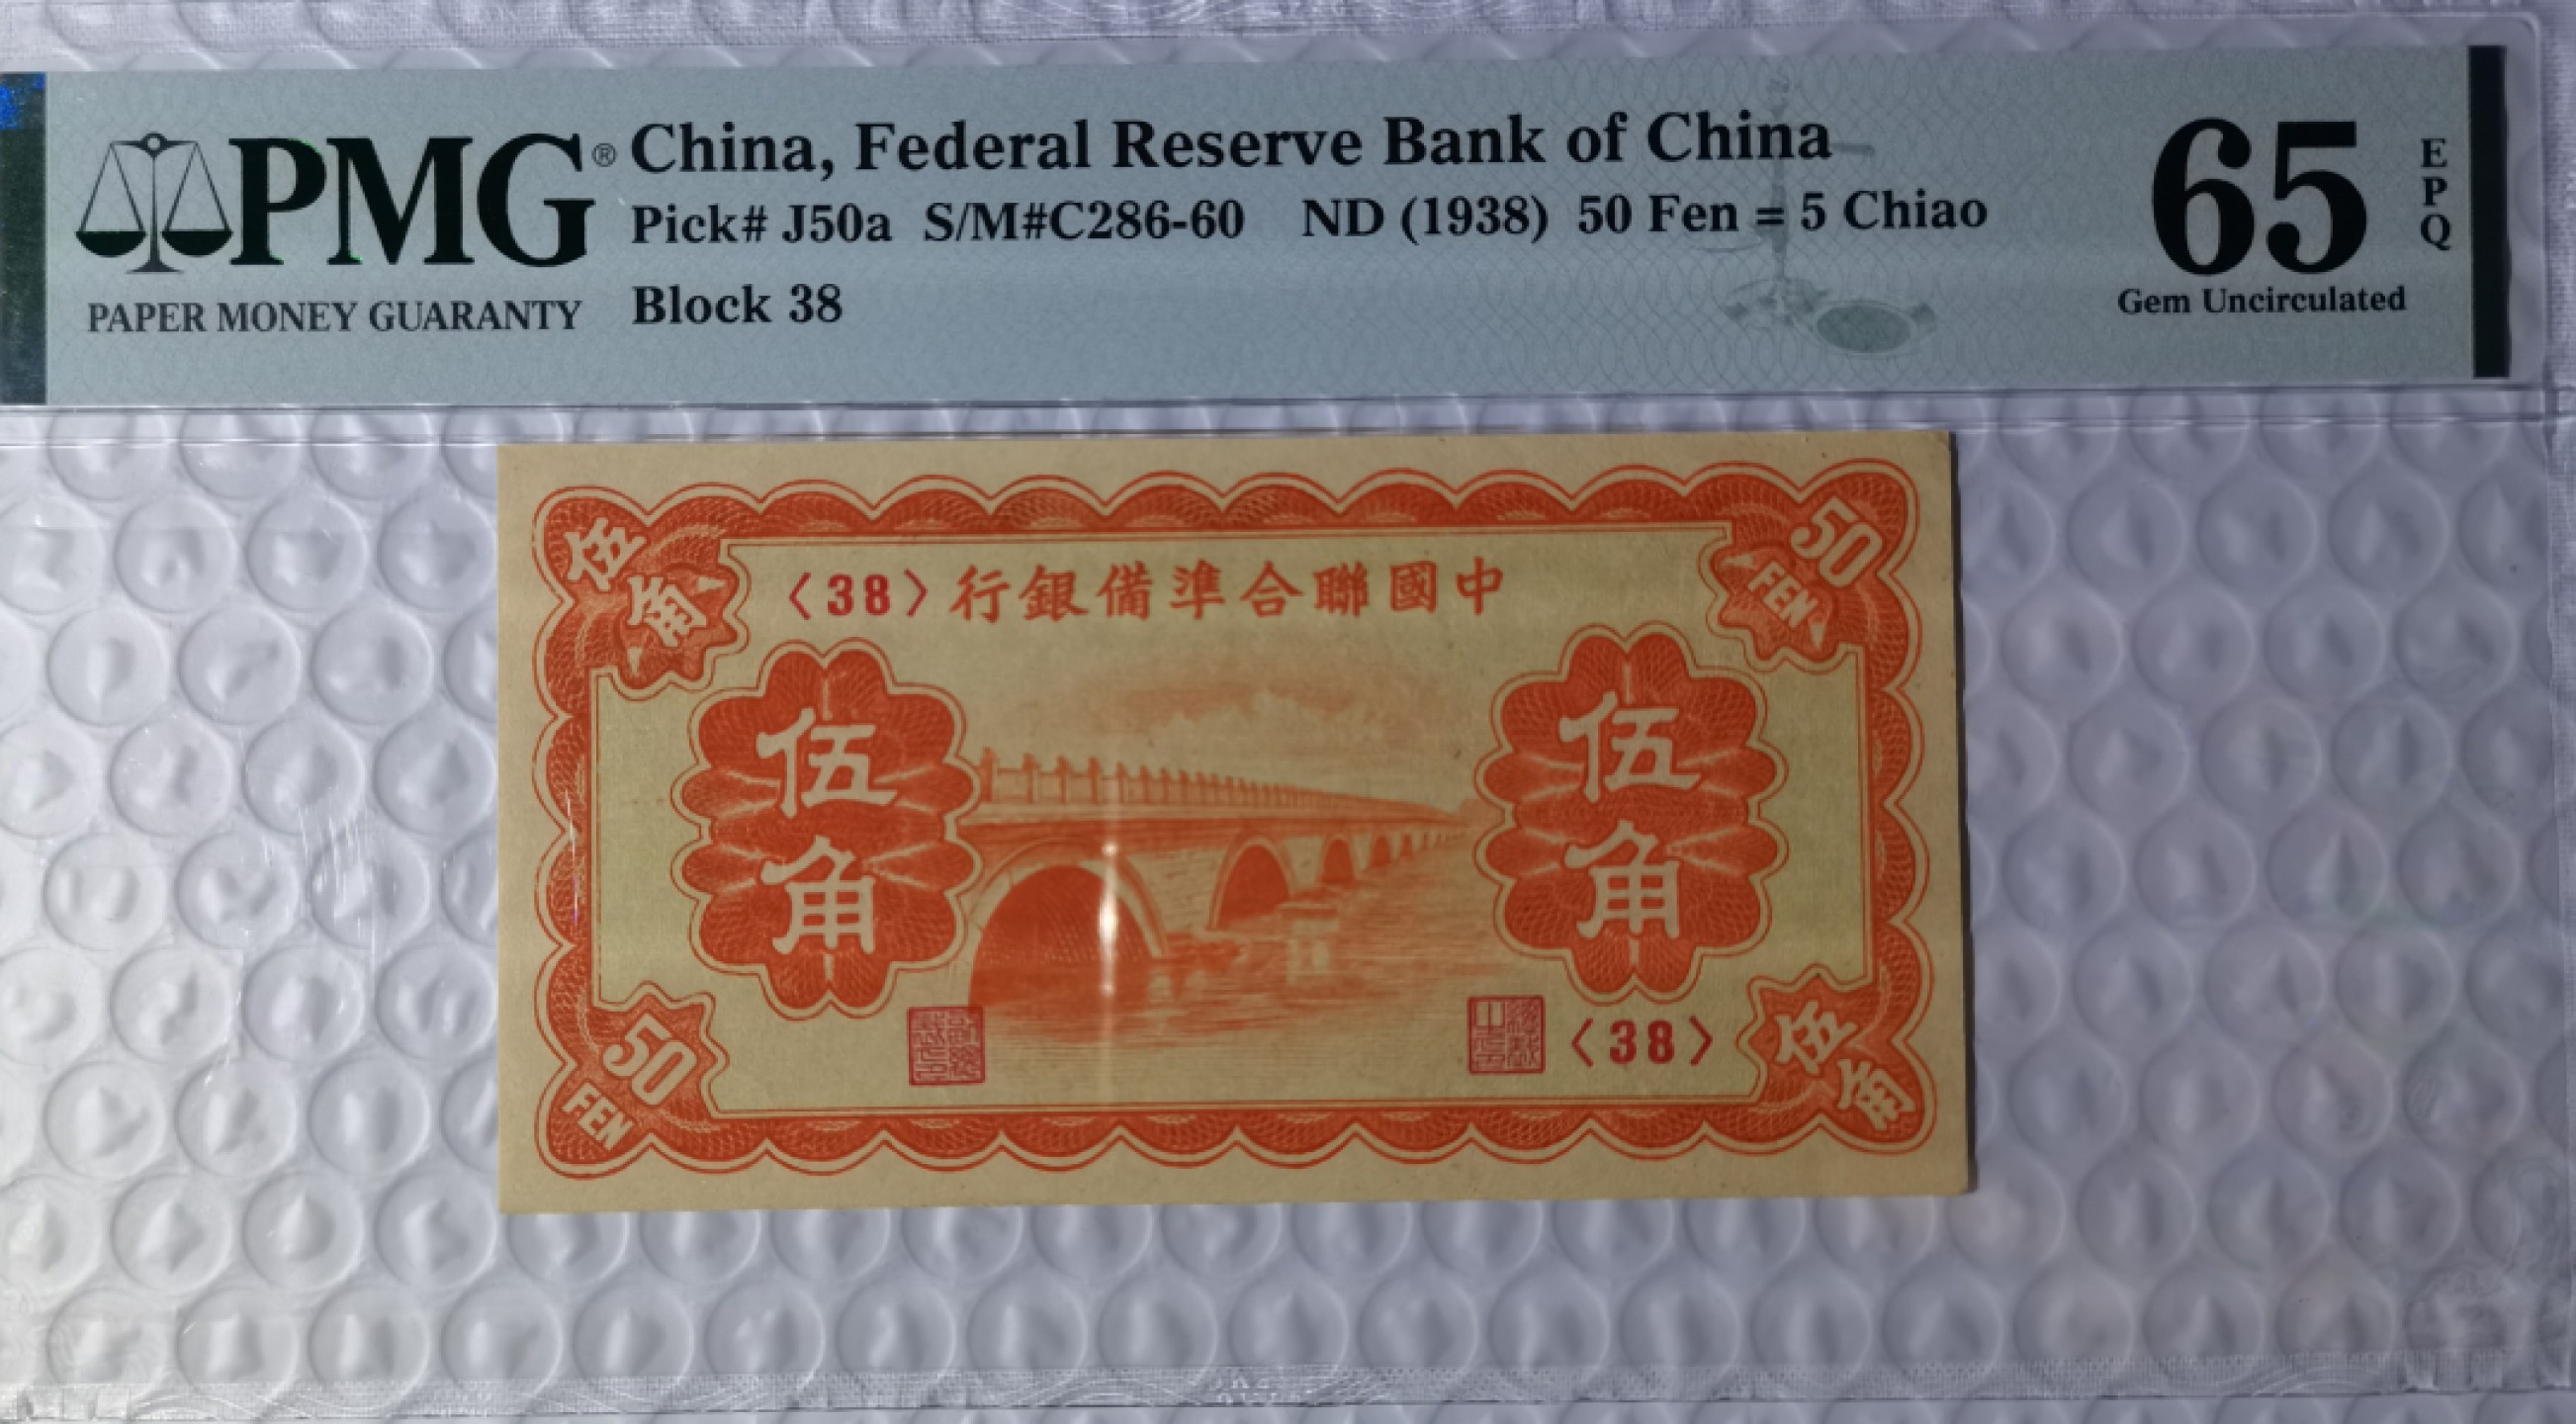 PMG®
PAPER MONEY GUARANTY
China, Federal Reserve Bank of China
Pick# J50a S/M#C286-60 ND (1938) 50 Fen = 5 Chiao
Block 38
65
EPQ
Gem Uncirculated
伍角
50 FEN
〈38〉行銀備準合聯國中
伍角
伍角
〈38〉
50 FEN
伍角